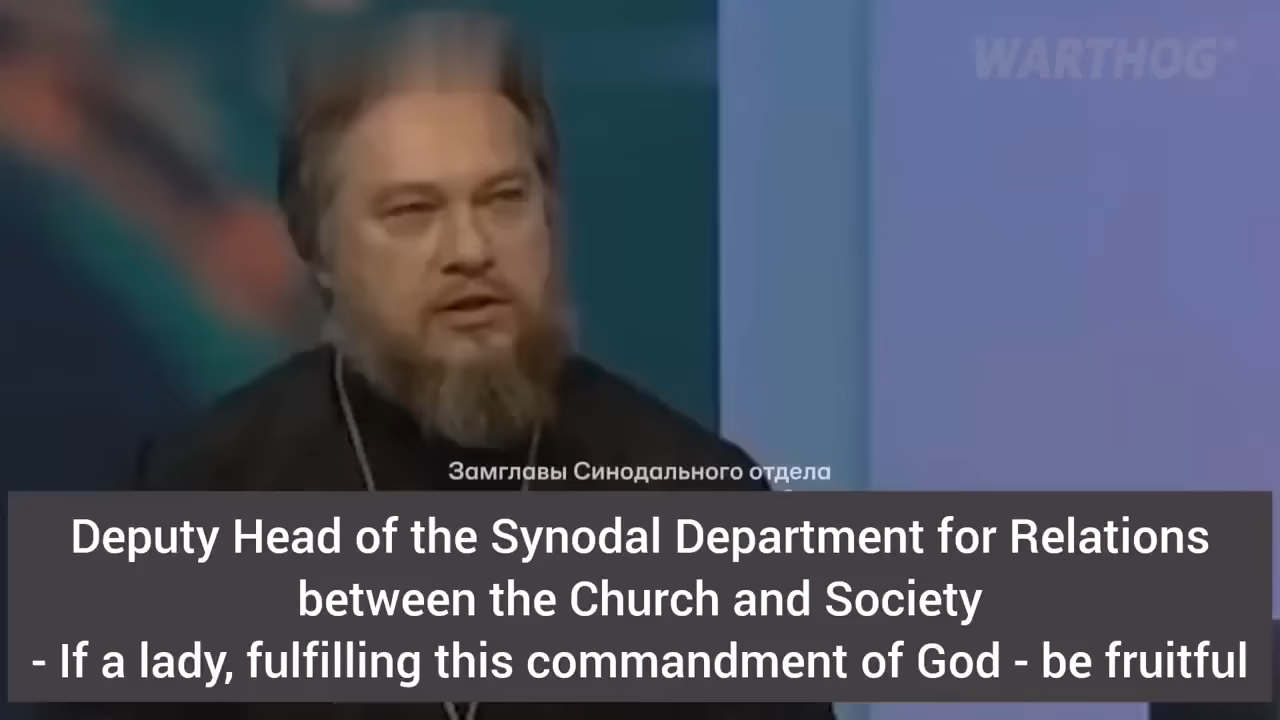 WARTHOG
Замглавы Синодального отдела
Deputy Head of the Synodal Department for Relations
between the Church and Society
- If a lady, fulfilling this commandment of God - be fruitful